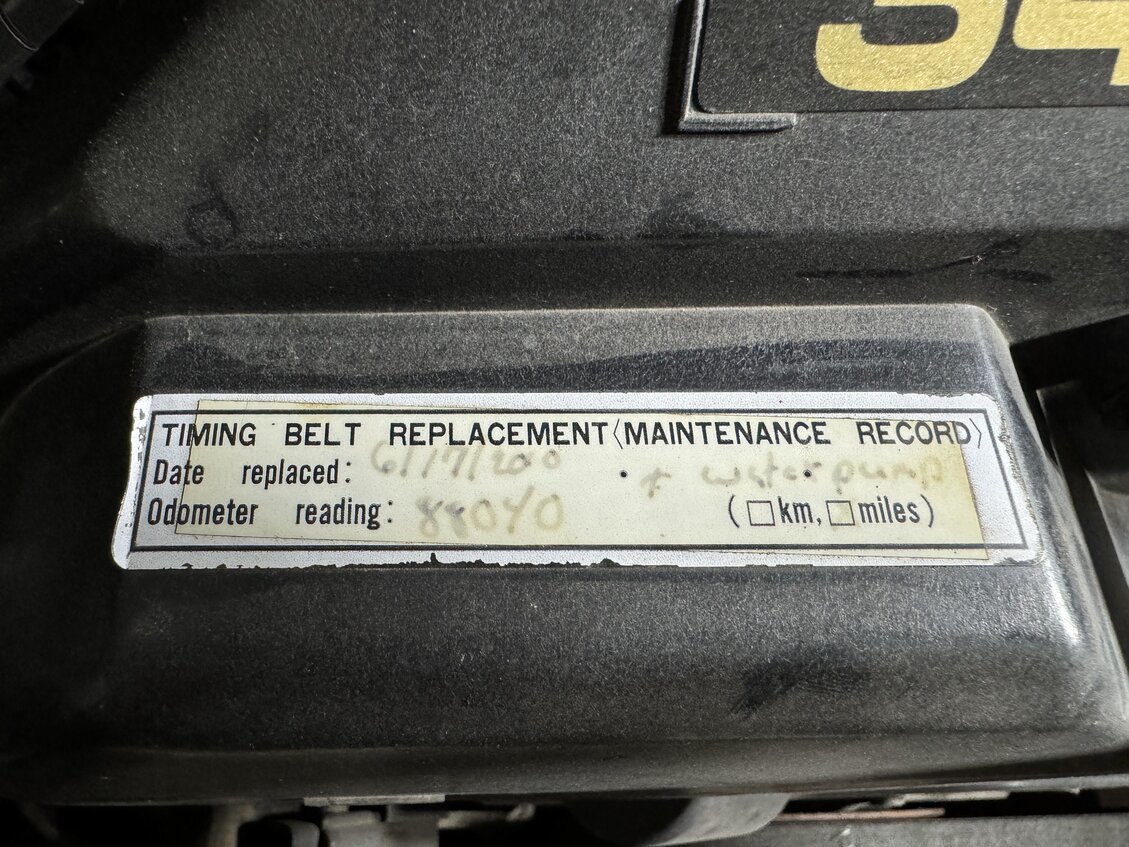 TIMING BELT REPLACEMENT〈MAINTENANCE RECORD〉
Date replaced: 6/17/200 + water pump
Odometer reading: 88040 (□km, □miles)